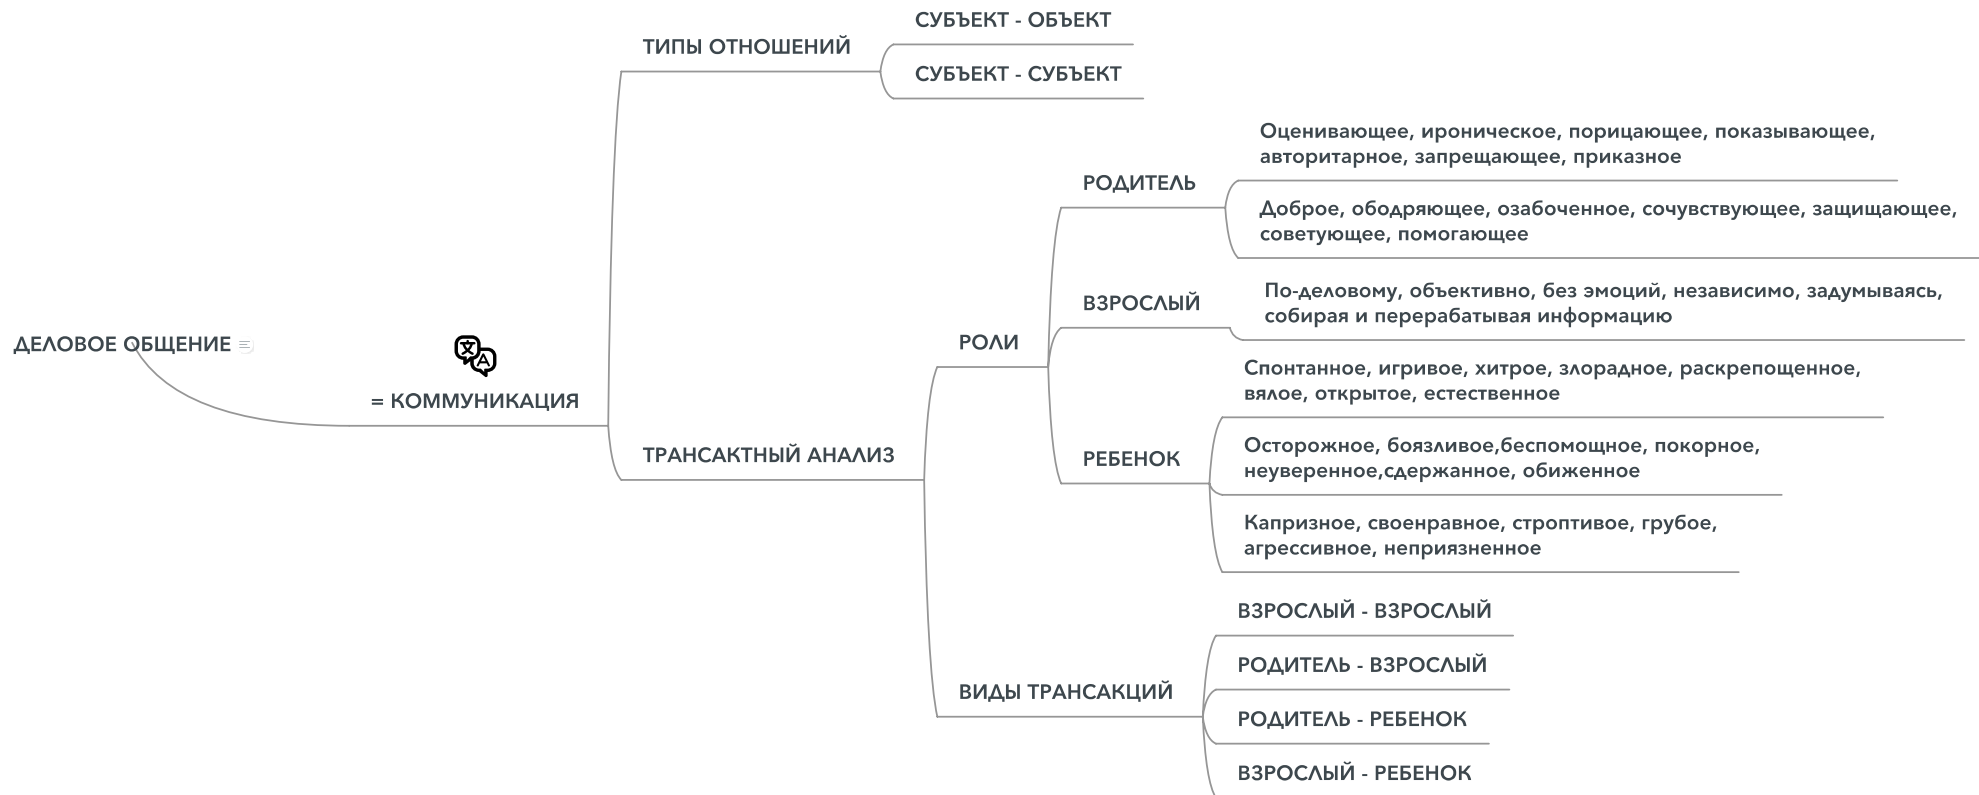 ДЕЛОВОЕ ОБЩЕНИЕ
文
A
= КОММУНИКАЦИЯ
ТИПЫ ОТНОШЕНИЙ
СУБЪЕКТ - ОБЪЕКТ
СУБЪЕКТ - СУБЪЕКТ
ТРАНСАКТНЫЙ АНАЛИЗ
РОЛИ
РОДИТЕЛЬ
Оценивающее, ироническое, порицающее, показывающее,
авторитарное, запрещающее, приказное
Доброе, ободряющее, озабоченное, сочувствующее, защищающее,
советующее, помогающее
ВЗРОСЛЫЙ
По-деловому, объективно, без эмоций, независимо, задумываясь,
собирая и перерабатывая информацию
РЕБЕНОК
Спонтанное, игривое, хитрое, злорадное, раскрепощенное,
вялое, открытое, естественное
Осторожное, боязливое,беспомощное, покорное,
неуверенное,сдержанное, обиженное
Капризное, своенравное, строптивое, грубое,
агрессивное, неприязненное
ВИДЫ ТРАНСАКЦИЙ
ВЗРОСЛЫЙ - ВЗРОСЛЫЙ
РОДИТЕЛЬ - ВЗРОСЛЫЙ
РОДИТЕЛЬ - РЕБЕНОК
ВЗРОСЛЫЙ - РЕБЕНОК